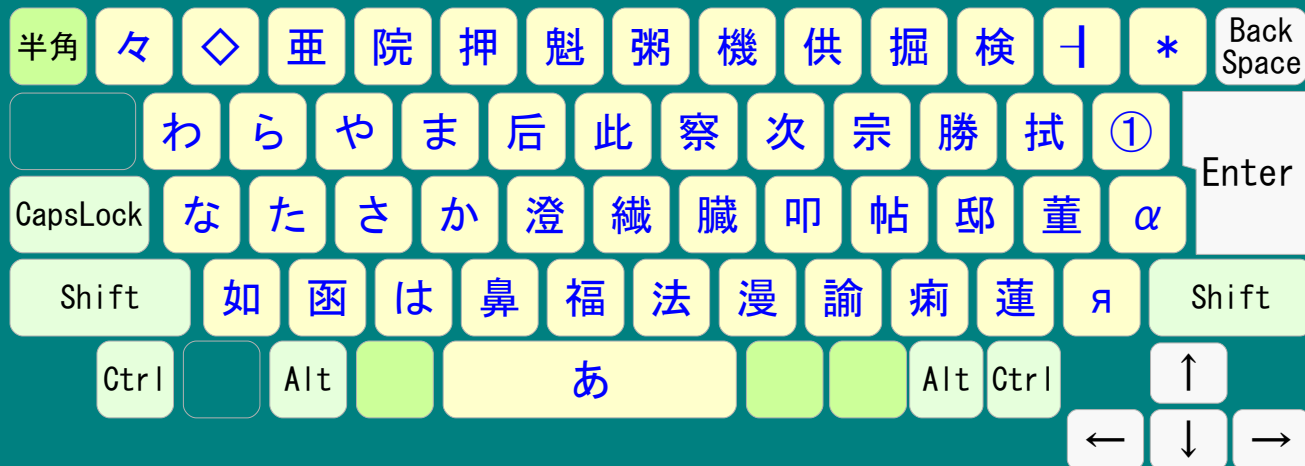 半角 々 ◇ 亜 院 押 魁 粥 機 供 掘 検 ┤ * Back Space
わ ら や ま 后 此 察 次 宗 勝 拭 ①
Enter
CapsLock な た さ か 澄 繊 臓 叩 帖 邸 董 α
Shift 如 函 は 鼻 福 法 漫 諭 痢 蓮 я Shift
Ctrl Alt あ Alt Ctrl ↑
← ↓ →